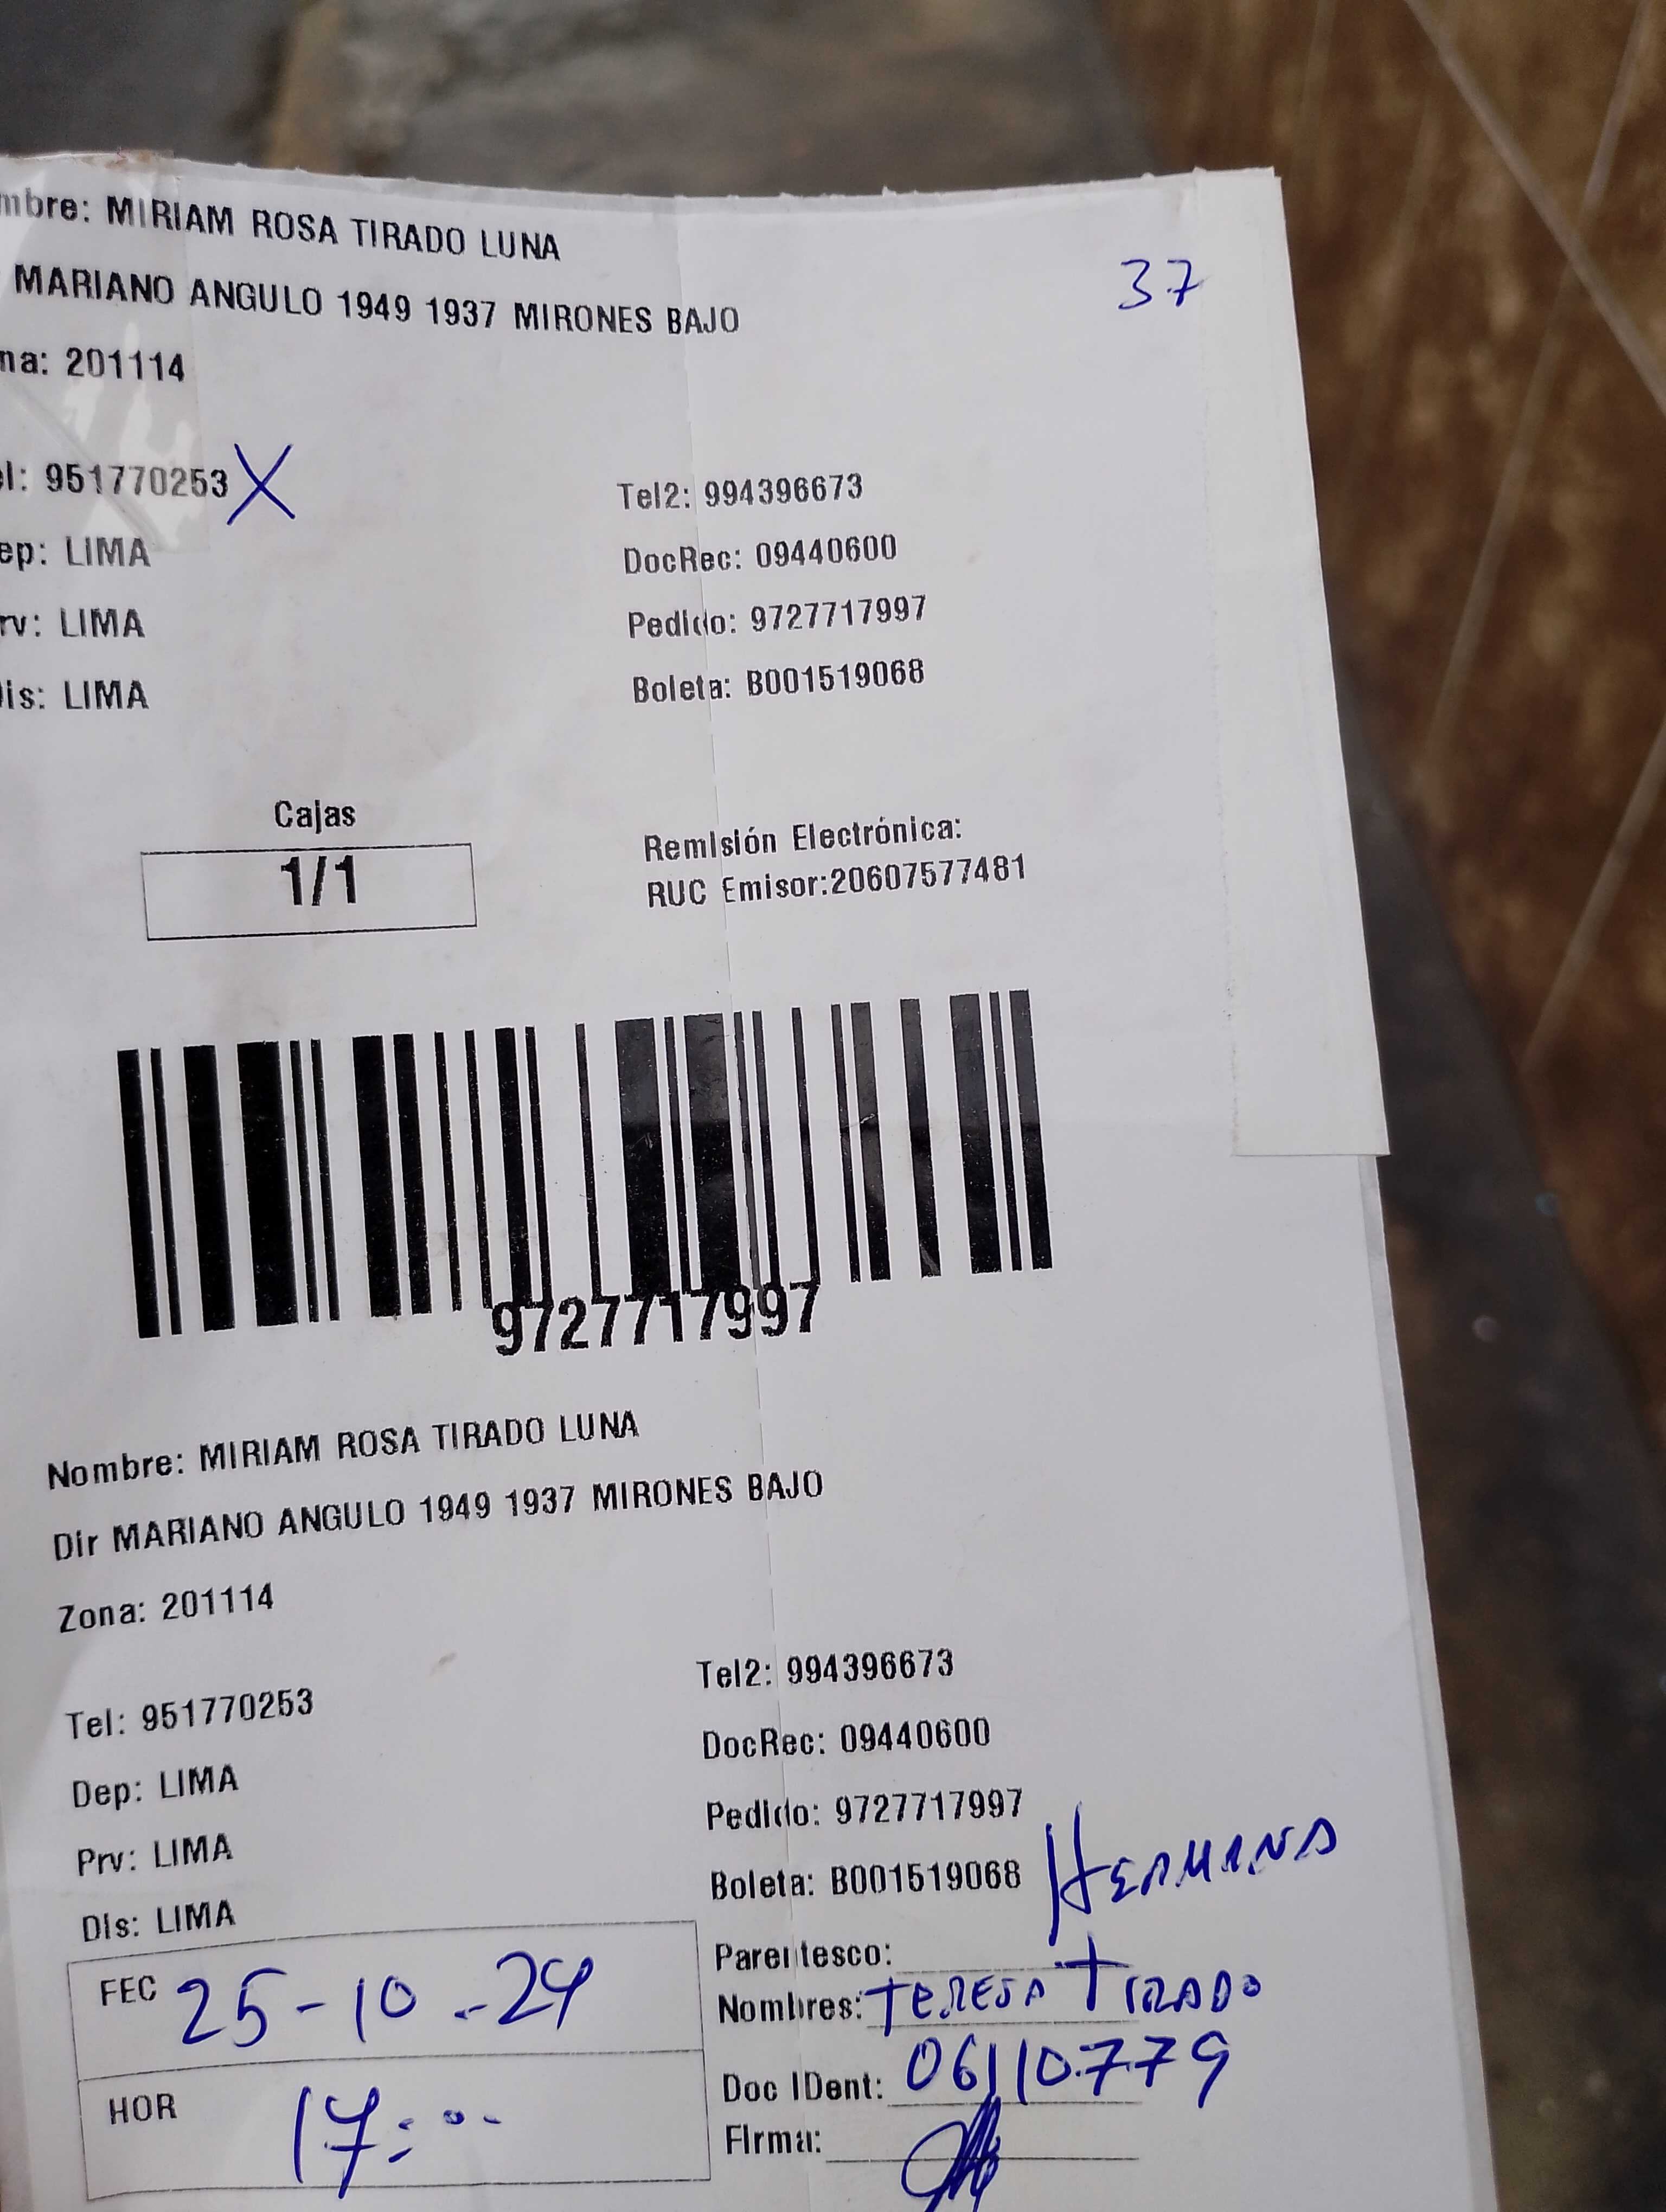 mbre: MIRIAM ROSA TIRADO LUNA
MARIANO ANGULO 1949 1937 MIRONES BAJO
37
na: 201114
el: 951770253 X
Tel2: 994396673
ep: LIMA
DocRec: 09440600
rv: LIMA
Pedido: 9727717997
Dis: LIMA
Boleta: B001519068
Cajas
1/1
Remisión Electrónica:
RUC Emisor:20607577481
9727717997
Nombre: MIRIAM ROSA TIRADO LUNA
Dir MARIANO ANGULO 1949 1937 MIRONES BAJO
Zona: 201114
Tel: 951770253
Tel2: 994396673
Dep: LIMA
DocRec: 09440600
Prv: LIMA
Pedido: 9727717997
Dis: LIMA
Boleta: B001519068
Parentesco: HERMANA
FEC 25-10-24
Nombres: TERESA TIRADO
Doc IDent: 06110779
HOR 17:00
Firma: